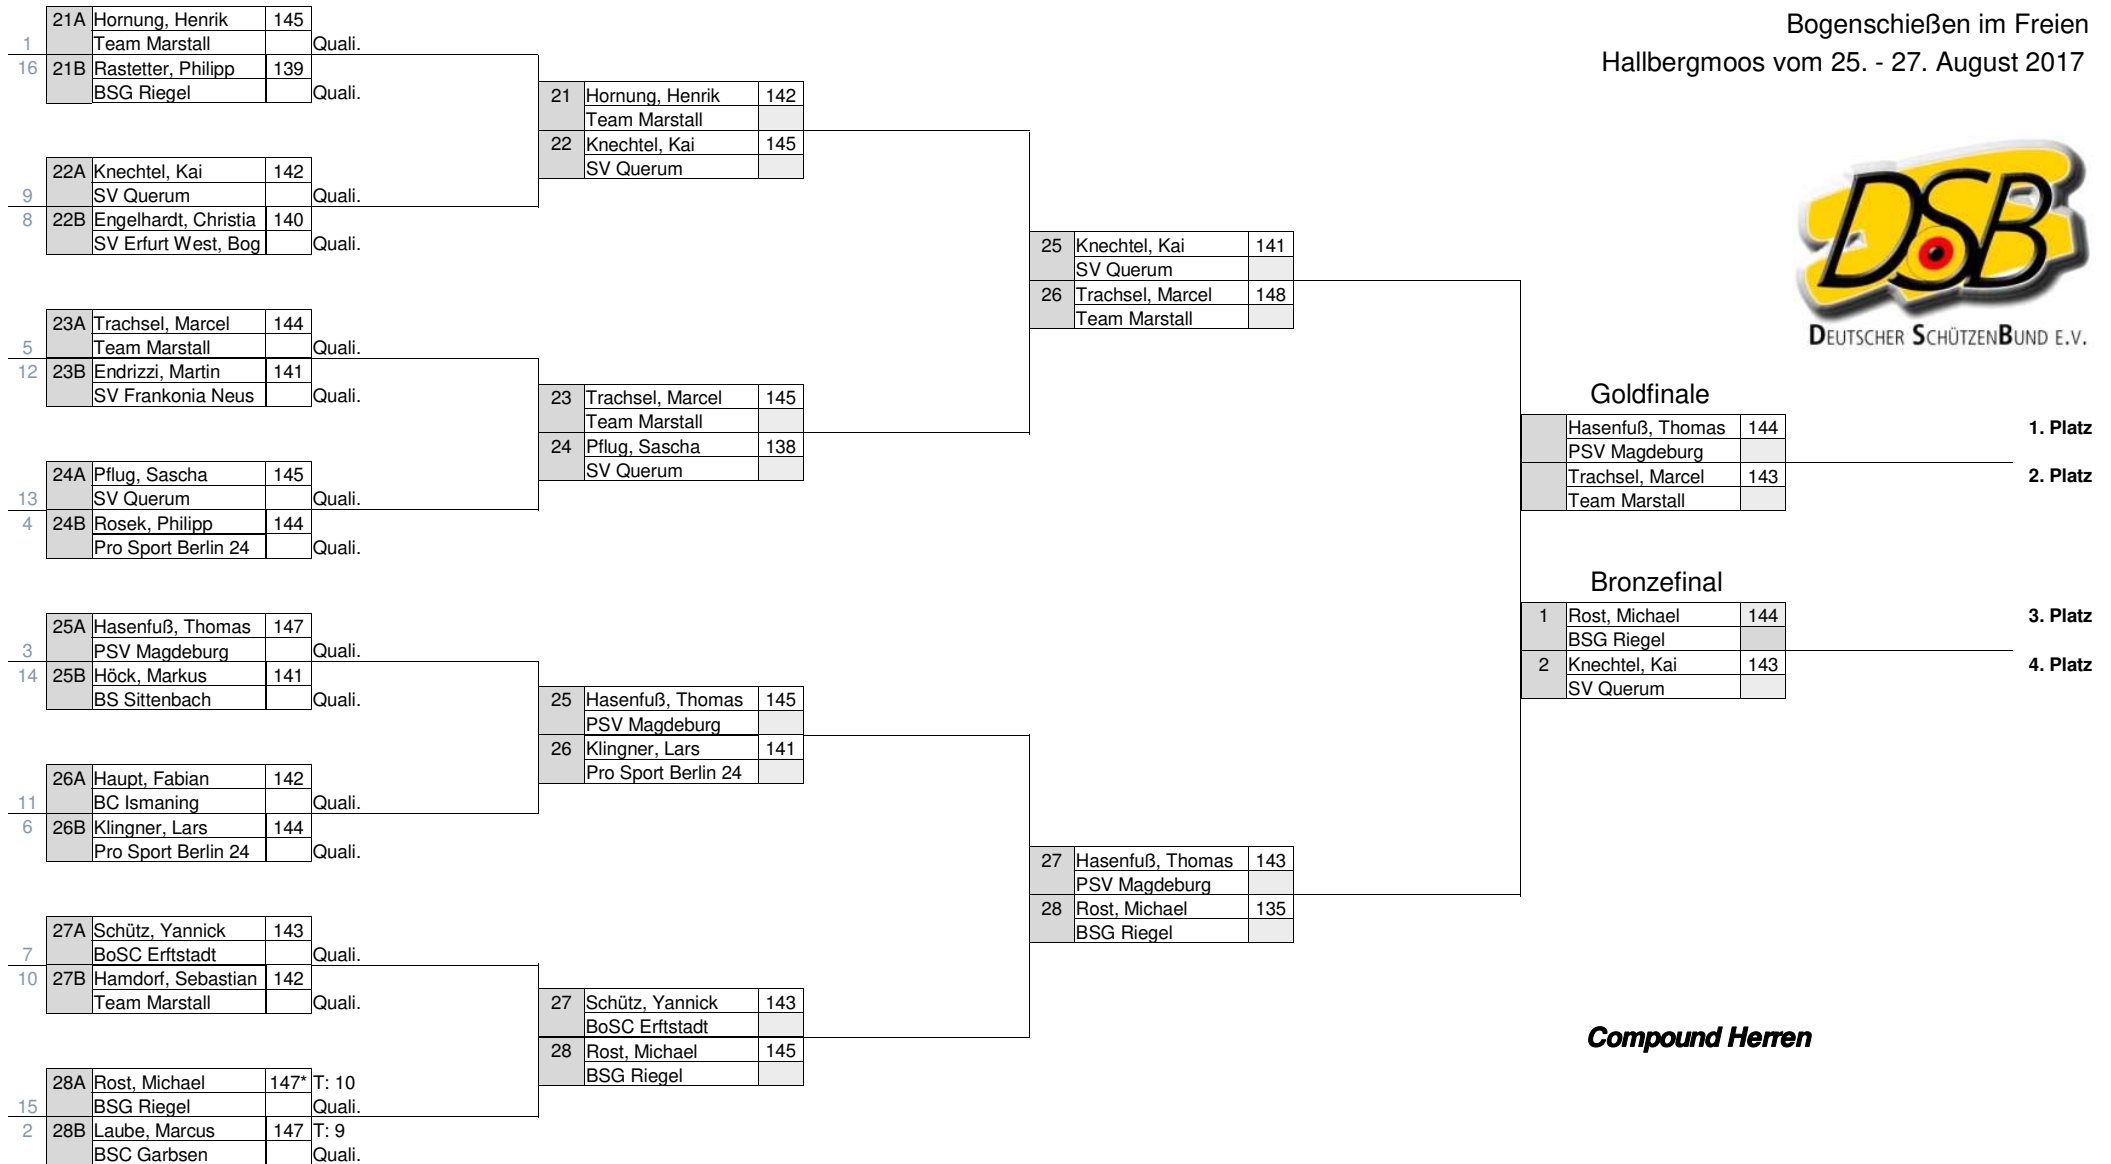 Bogenschießen im Freien
Hallbergmoos vom 25. - 27. August 2017
DSB
DEUTSCHER SCHÜTZENBUND E.V.
21A Hornung, Henrik 145
1 Team Marstall Quali.
16 21B Rastetter, Philipp 139
BSG Riegel Quali.
22A Knechtel, Kai 142
9 SV Querum Quali.
8 22B Engelhardt, Christia 140
SV Erfurt West, Bog Quali.
23A Trachsel, Marcel 144
5 Team Marstall Quali.
12 23B Endrizzi, Martin 141
SV Frankonia Neus Quali.
24A Pflug, Sascha 145
13 SV Querum Quali.
4 24B Rosek, Philipp 144
Pro Sport Berlin 24 Quali.
25A Hasenfuß, Thomas 147
3 PSV Magdeburg Quali.
14 25B Höck, Markus 141
BS Sittenbach Quali.
26A Haupt, Fabian 142
11 BC Ismaning Quali.
6 26B Klingner, Lars 144
Pro Sport Berlin 24 Quali.
27A Schütz, Yannick 143
7 BoSC Erftstadt Quali.
10 27B Hamdorf, Sebastian 142
Team Marstall Quali.
28A Rost, Michael 147* T: 10
15 BSG Riegel Quali.
2 28B Laube, Marcus 147 T: 9
BSC Garbsen Quali.
21 Hornung, Henrik 142
Team Marstall
22 Knechtel, Kai 145
SV Querum
23 Trachsel, Marcel 145
Team Marstall
24 Pflug, Sascha 138
SV Querum
25 Hasenfuß, Thomas 145
PSV Magdeburg
26 Klingner, Lars 141
Pro Sport Berlin 24
27 Schütz, Yannick 143
BoSC Erftstadt
28 Rost, Michael 145
BSG Riegel
25 Knechtel, Kai 141
SV Querum
26 Trachsel, Marcel 148
Team Marstall
27 Hasenfuß, Thomas 143
PSV Magdeburg
28 Rost, Michael 135
BSG Riegel
Goldfinale
Hasenfuß, Thomas 144 1. Platz
PSV Magdeburg
Trachsel, Marcel 143 2. Platz
Team Marstall
Bronzefinal
1 Rost, Michael 144 3. Platz
BSG Riegel
2 Knechtel, Kai 143 4. Platz
SV Querum
Compound Herren